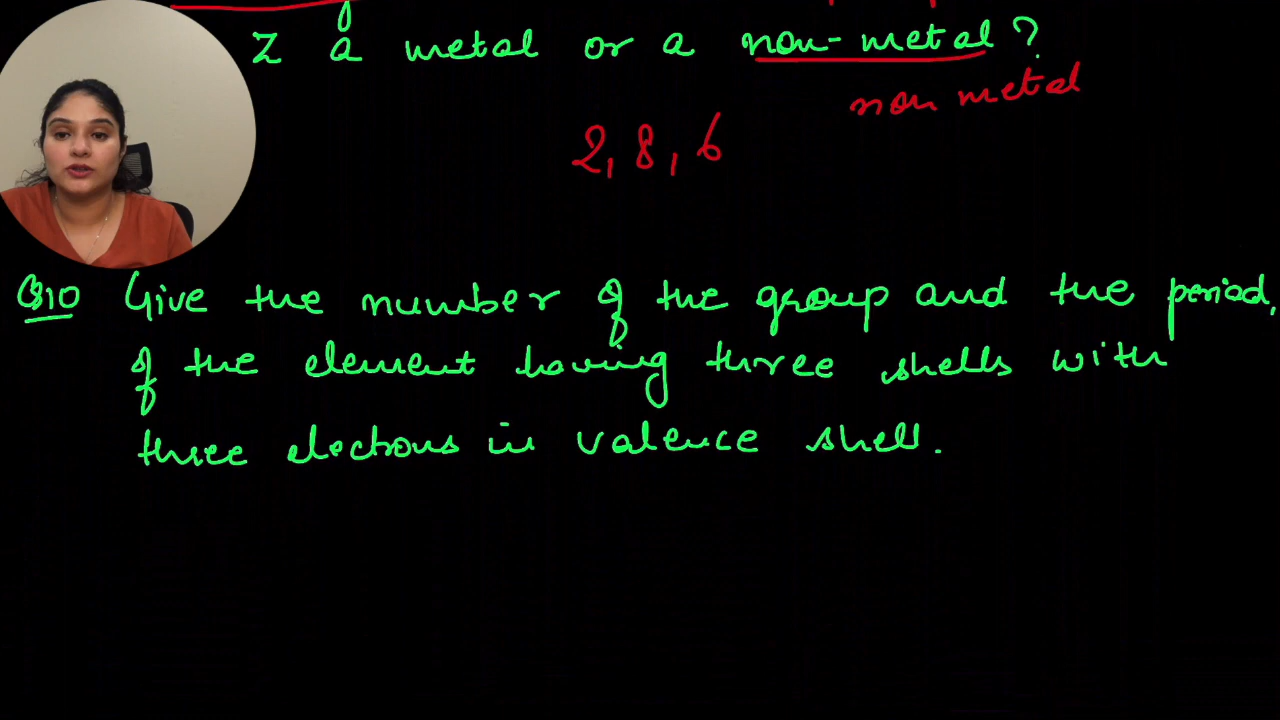 Z a metal or a non-metal?
non metal
2, 8, 6
Q10 Give the number of the group and the period,
of the element having three shells with
three electrons in valence shell.